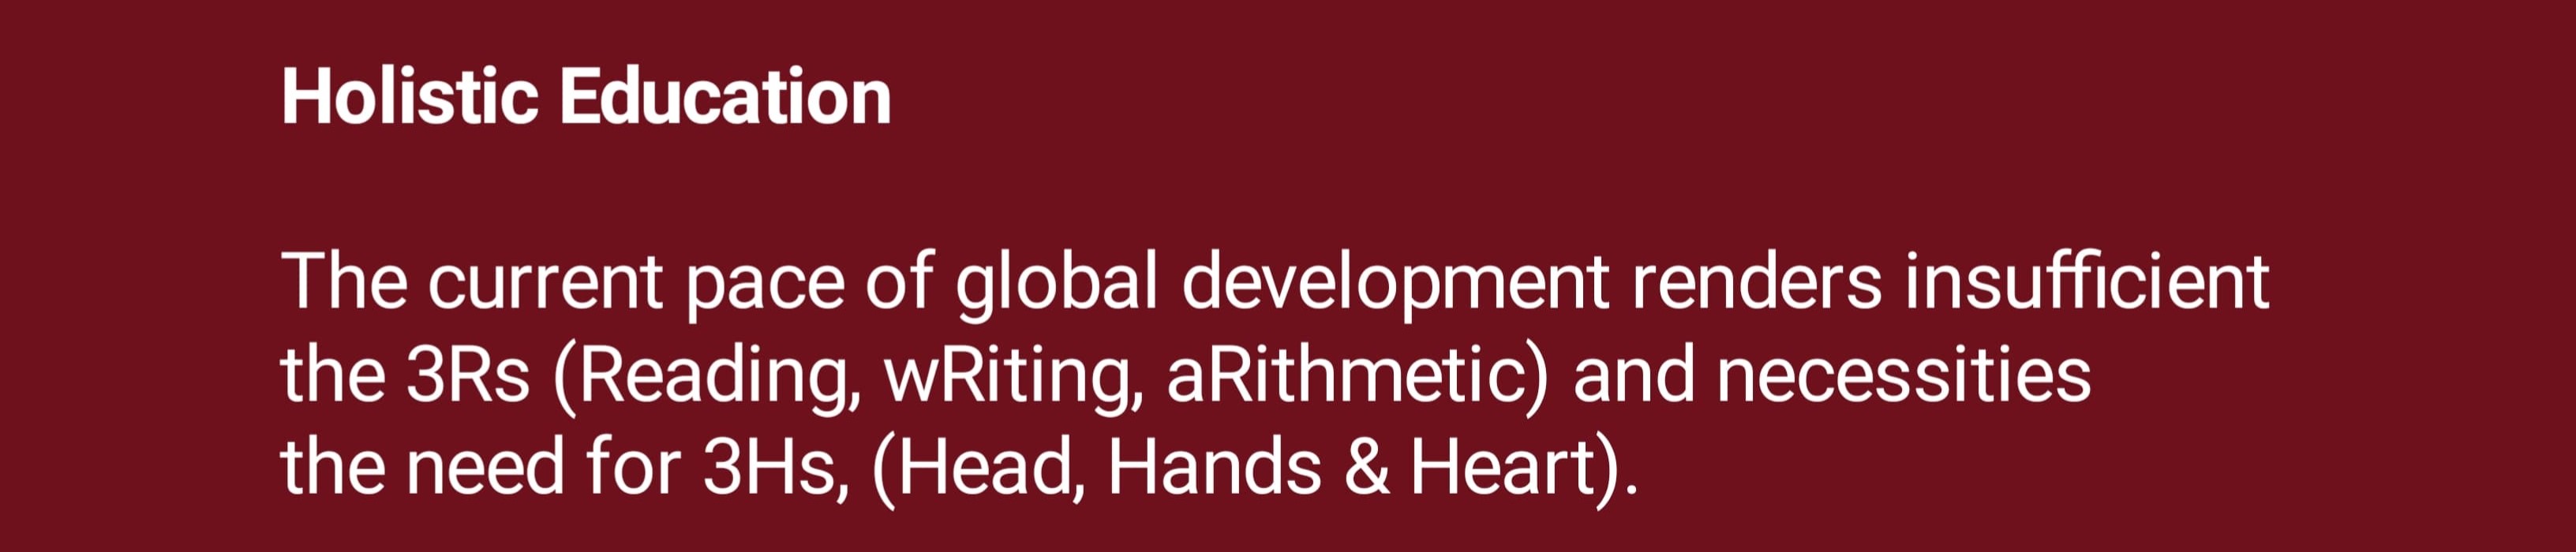 Holistic Education
The current pace of global development renders insufficient
the 3Rs (Reading, wRiting, aRithmetic) and necessities
the need for 3Hs, (Head, Hands & Heart).